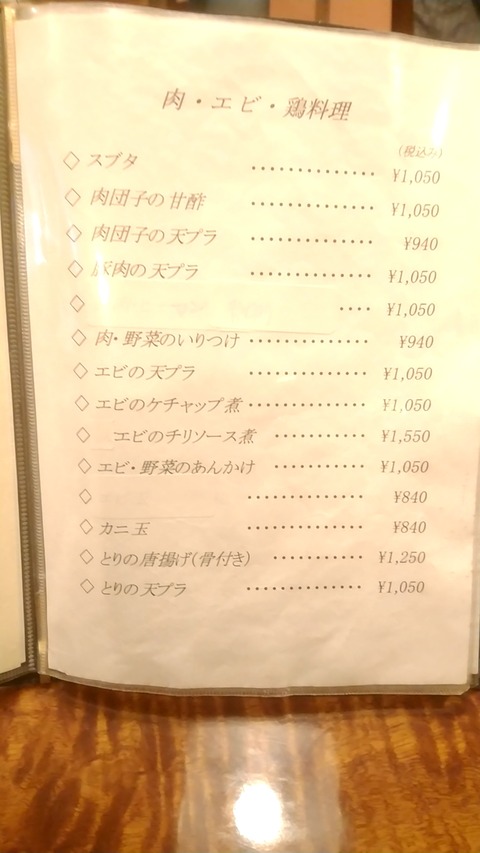 肉・エビ・鶏料理
(税込み)
◇スブタ ・・・・・・・・・・・・ ¥1,050
◇肉団子の甘酢 ・・・・・・・・・・・・ ¥1,050
◇肉団子の天プラ ・・・・・・・・・・・・ ¥940
◇豚肉の天プラ ・・・・・・・・・・・・ ¥1,050
◇ ・・・・ ¥1,050
◇肉・野菜のいりつけ ・・・・・・・・・・・・ ¥940
◇エビの天プラ ・・・・・・・・・・・・ ¥1,050
◇エビのケチャップ煮 ・・・・・・・・・・・・ ¥1,050
◇ エビのチリソース煮 ・・・・・・・・・・・・ ¥1,550
◇エビ・野菜のあんかけ ・・・・・・・・・・・・ ¥1,050
◇ ・・・・・・・・・・・・ ¥840
◇カニ玉 ・・・・・・・・・・・・ ¥840
◇とりの唐揚げ(骨付き) ・・・・・・・・・ ¥1,250
◇とりの天プラ ・・・・・・・・・・・・ ¥1,050